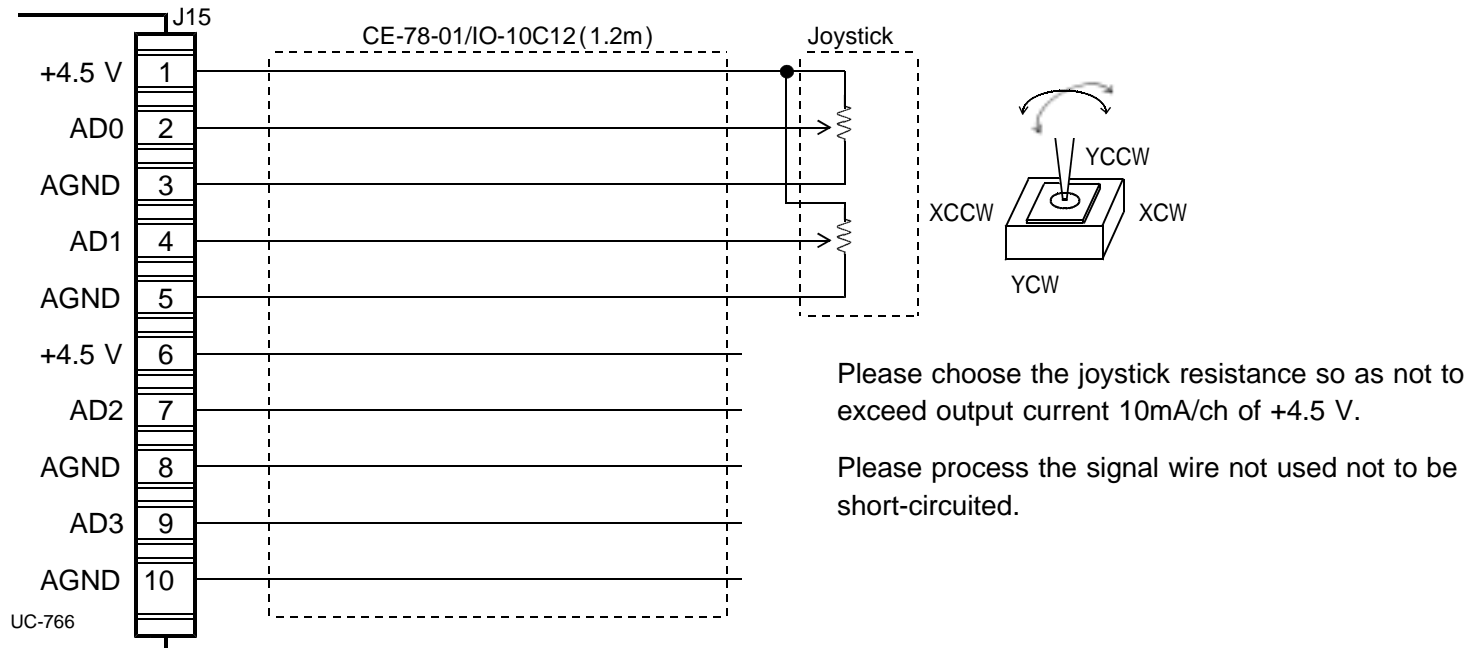 J15
CE-78-01/IO-10C12(1.2m)
Joystick
+4.5 V 1
AD0 2
AGND 3
AD1 4
AGND 5
+4.5 V 6
AD2 7
AGND 8
AD3 9
AGND 10
UC-766
YCCW
XCCW
XCW
YCW
Please choose the joystick resistance so as not to
exceed output current 10mA/ch of +4.5 V.
Please process the signal wire not used not to be
short-circuited.